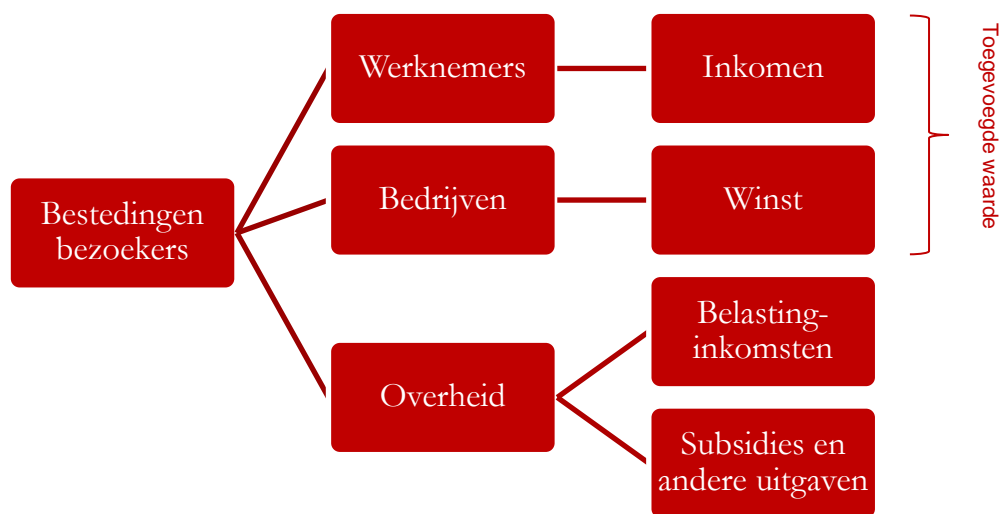 Bestedingen
bezoekers
Werknemers
Inkomen
Bedrijven
Winst
Overheid
Belasting-
inkomsten
Subsidies en
andere uitgaven
Toegevoegde waarde